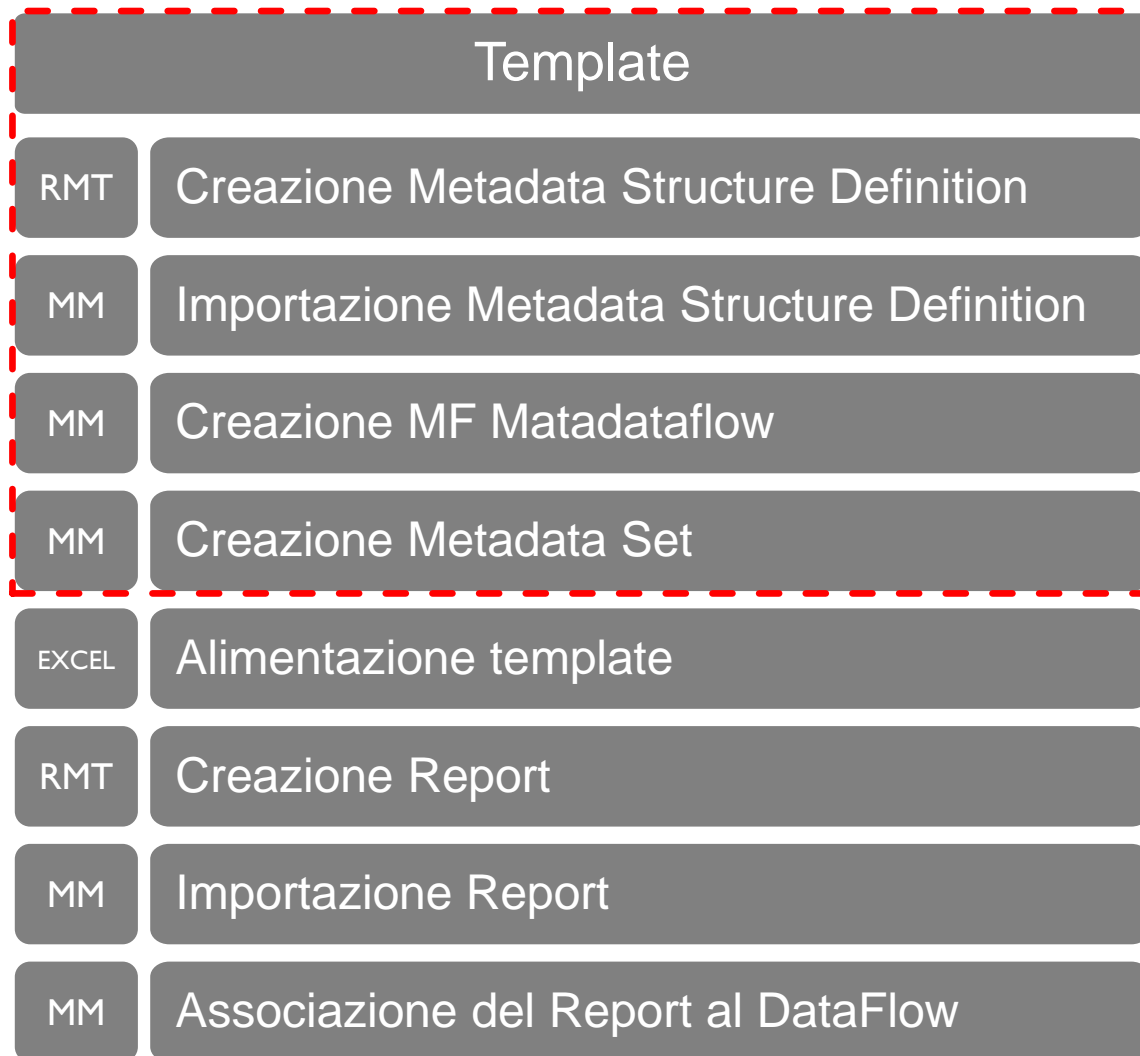 Template
RMT Creazione Metadata Structure Definition
MM Importazione Metadata Structure Definition
MM Creazione MF Matadataflow
MM Creazione Metadata Set
EXCEL Alimentazione template
RMT Creazione Report
MM Importazione Report
MM Associazione del Report al DataFlow